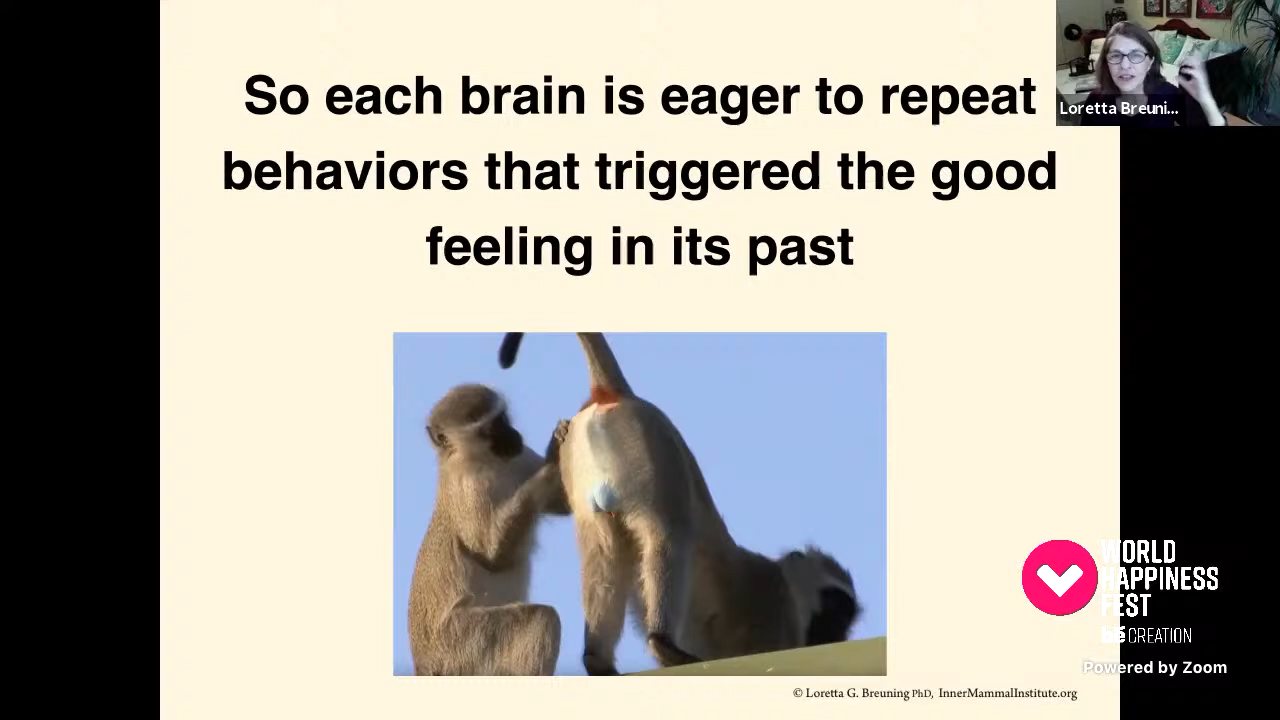 So each brain is eager to repeat
behaviors that triggered the good
feeling in its past
Loretta Breuni...
WORLD
HAPPINESS
FEST
bé CREATION
Powered by Zoom
© Loretta G. Breuning PhD, InnerMammalInstitute.org